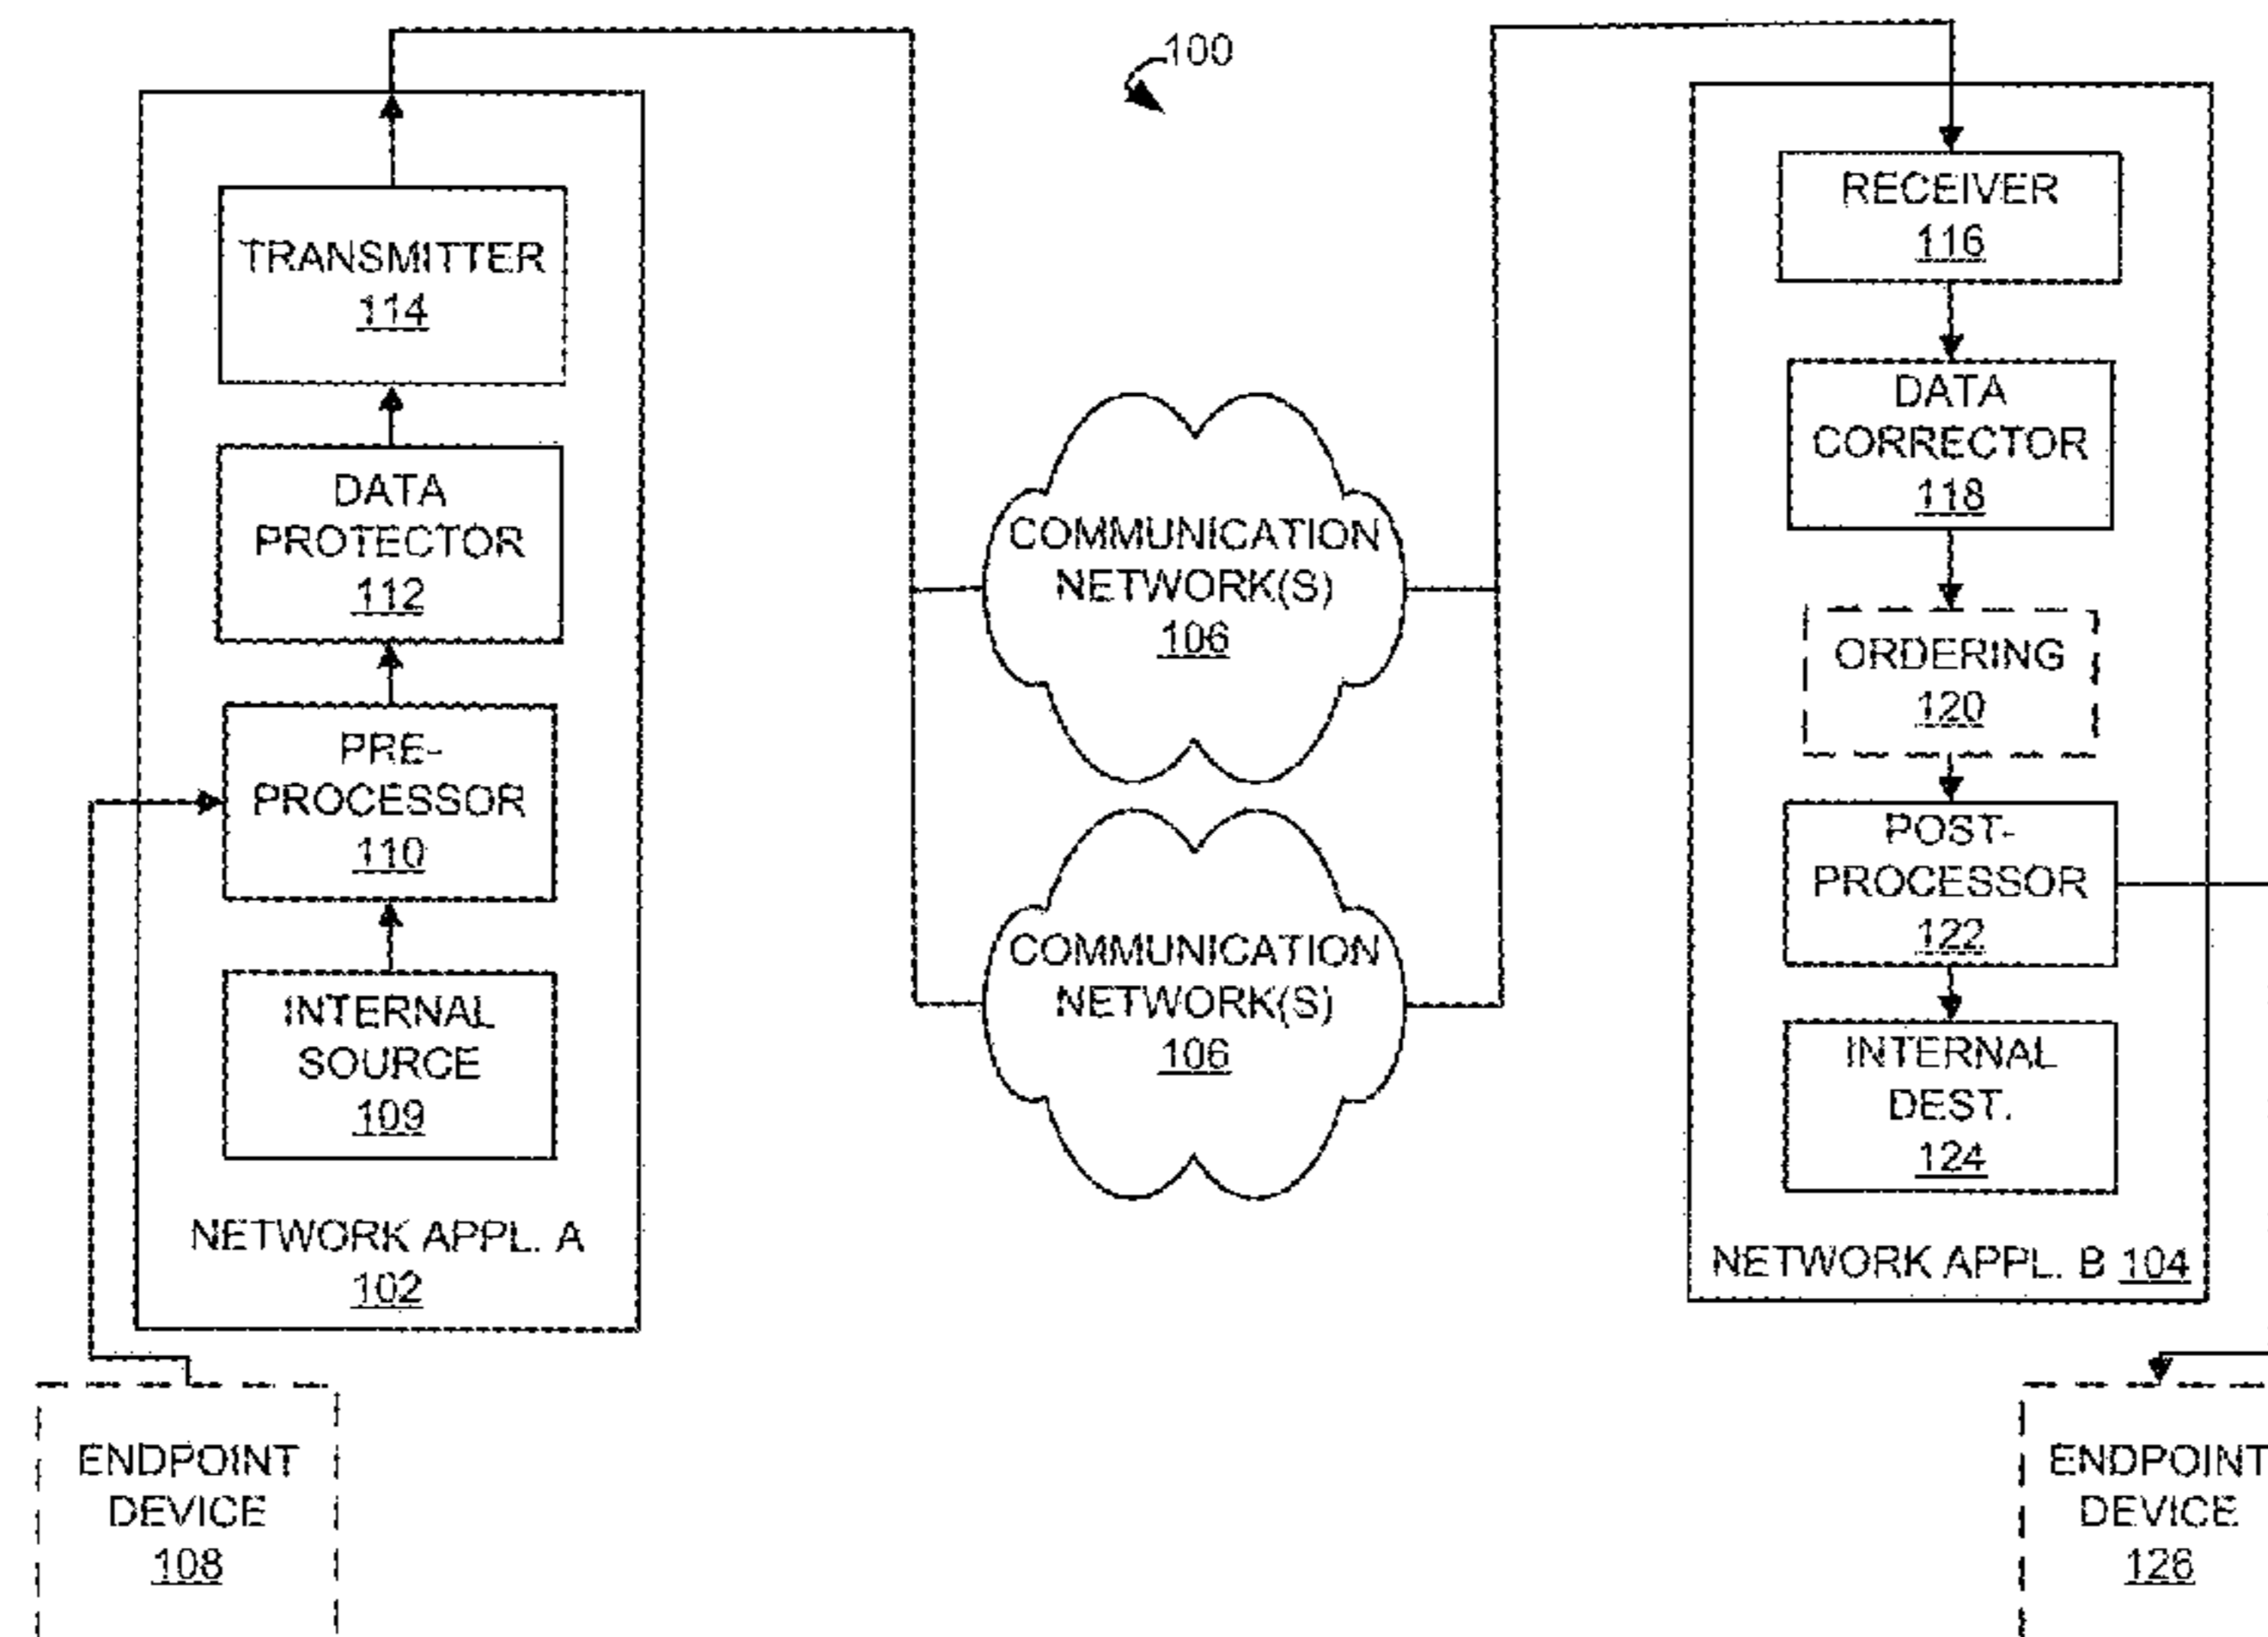 100
TRANSMITTER
114
DATA
PROTECTOR
112
PRE-
PROCESSOR
110
INTERNAL
SOURCE
109
NETWORK APPL. A
102
ENDPOINT
DEVICE
108
COMMUNICATION
NETWORK(S)
106
COMMUNICATION
NETWORK(S)
106
RECEIVER
116
DATA
CORRECTOR
118
ORDERING
120
POST-
PROCESSOR
122
INTERNAL
DEST.
124
NETWORK APPL. B 104
ENDPOINT
DEVICE
126